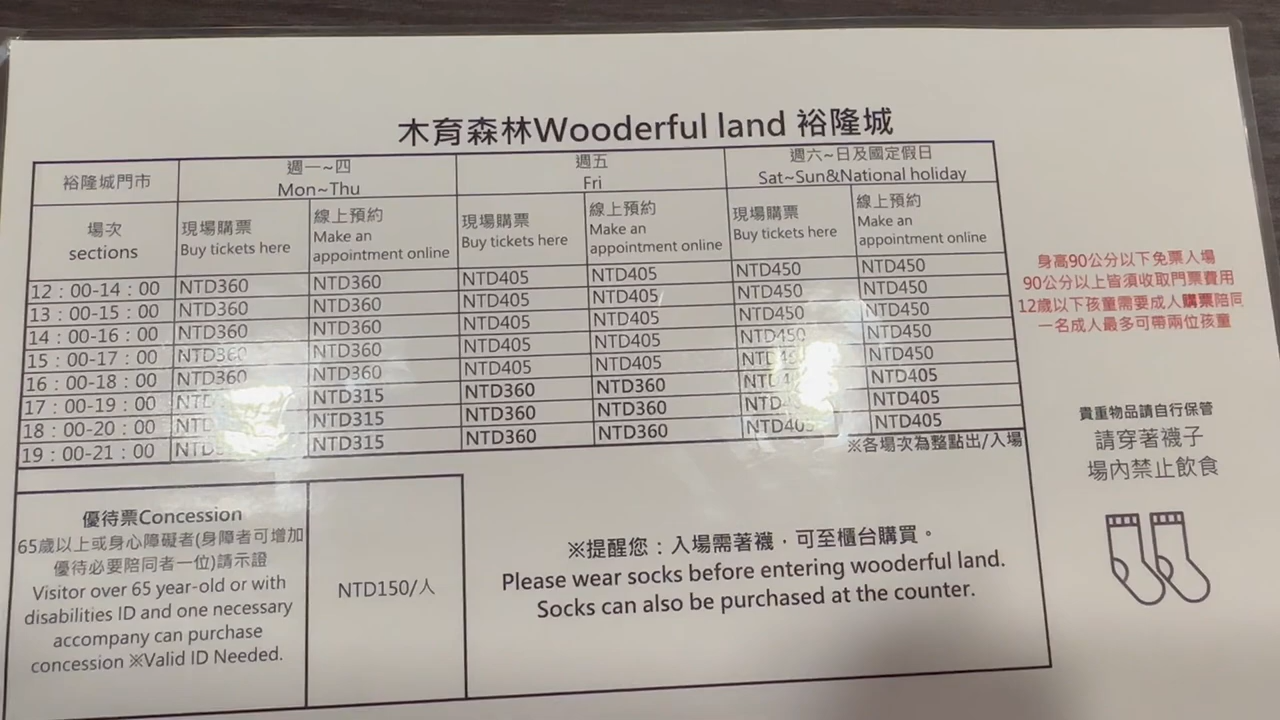 木育森林Wooderful land 裕隆城
裕隆城門市 週一~四 週五 週六~日及國定假日
Mon~Thu Fri Sat~Sun&National holiday
場次 現場購票 線上預約 現場購票 線上預約 現場購票 線上預約
sections Buy tickets here Make an appointment online Buy tickets here Make an appointment online Buy tickets here Make an appointment online
12：00-14：00 NTD360 NTD360 NTD405 NTD405 NTD450 NTD450
13：00-15：00 NTD360 NTD360 NTD405 NTD405 NTD450 NTD450
14：00-16：00 NTD360 NTD360 NTD405 NTD405 NTD450 NTD450
15：00-17：00 NTD360 NTD360 NTD405 NTD405 NTD450 NTD450
16：00-18：00 NTD360 NTD360 NTD405 NTD405 NTD450
17：00-19：00 NTD315 NTD360 NTD360 NTD405
18：00-20：00 NTD315 NTD360 NTD360 NTD405
19：00-21：00 NTD315 NTD360 NTD360 NTD405 NTD405
※各場次為整點出/入場
優待票Concession
65歲以上或身心障礙者(身障者可增加
優待必要陪同者一位)請示證
Visitor over 65 year-old or with
disabilities ID and one necessary
accompany can purchase
concession ※Valid ID Needed.
NTD150/人
※提醒您：入場需著襪，可至櫃台購買。
Please wear socks before entering wooderful land.
Socks can also be purchased at the counter.
身高90公分以下免票入場
90公分以上皆須收取門票費用
12歲以下孩童需要成人購票陪同
一名成人最多可帶兩位孩童
貴重物品請自行保管
請穿著襪子
場內禁止飲食